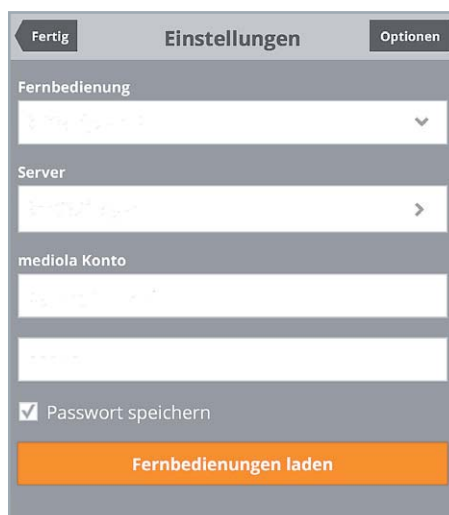 Fertig
Einstellungen
Optionen
Fernbedienung
Server
mediola Konto
Passwort speichern
Fernbedienungen laden